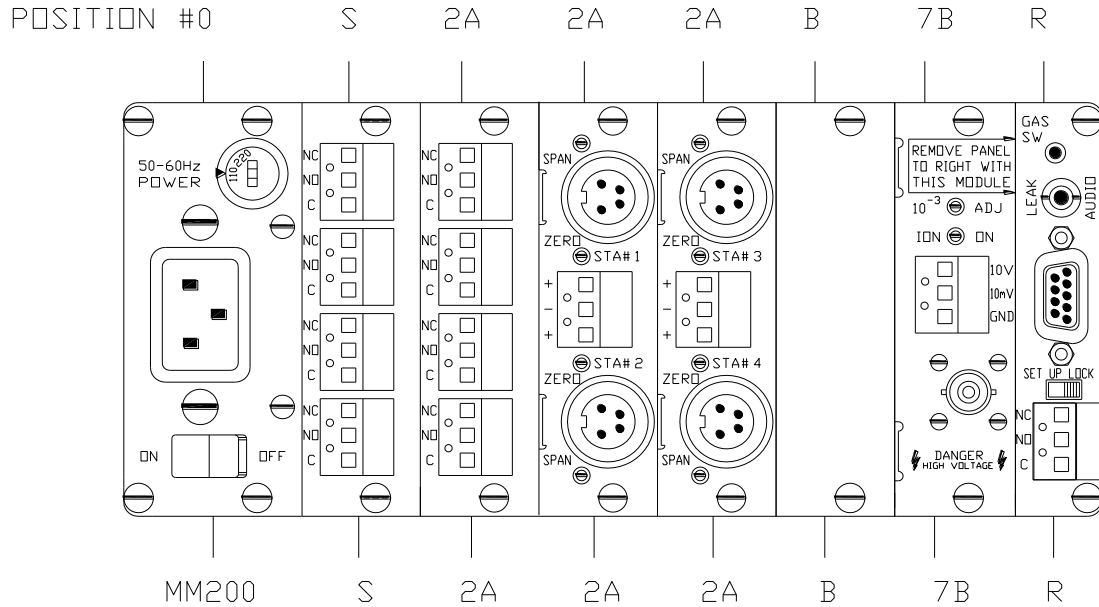 POSITION #0 S 2A 2A 2A B 7B R
50-60Hz
POWER
110 220
ON OFF
NC
NO
C
NC
NO
C
NC
NO
C
NC
NO
C
NC
NO
C
NC
NO
C
NC
NO
C
NC
NO
C
SPAN
ZERO
STA#1
+
-
+
STA#2
ZERO
SPAN
SPAN
ZERO
STA#3
+
-
+
STA#4
ZERO
SPAN
REMOVE PANEL
TO RIGHT WITH
THIS MODULE
10⁻³ ADJ
ION ON
10V
10mV
GND
DANGER
HIGH VOLTAGE
GAS
SW
LEAK
AUDIO
SET UP LOCK
NC
NO
C
MM200 S 2A 2A 2A B 7B R